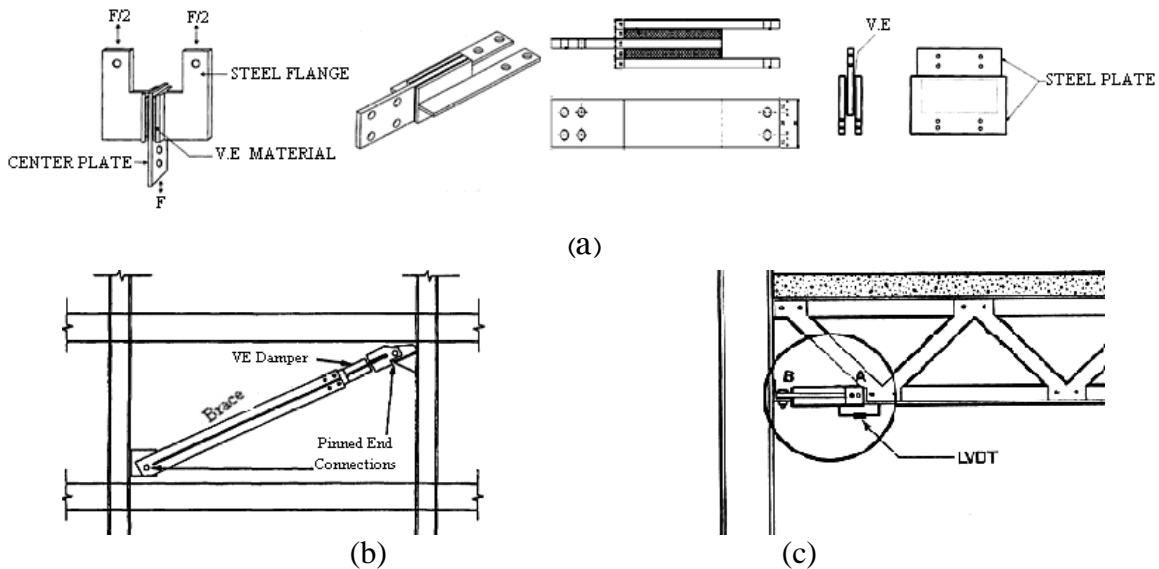 F/2
F/2
STEEL FLANGE
V.E MATERIAL
CENTER PLATE
F
V.E
STEEL PLATE
(a)
VE Damper
Brace
Pinned End
Connections
(b)
B
A
LVDT
(c)